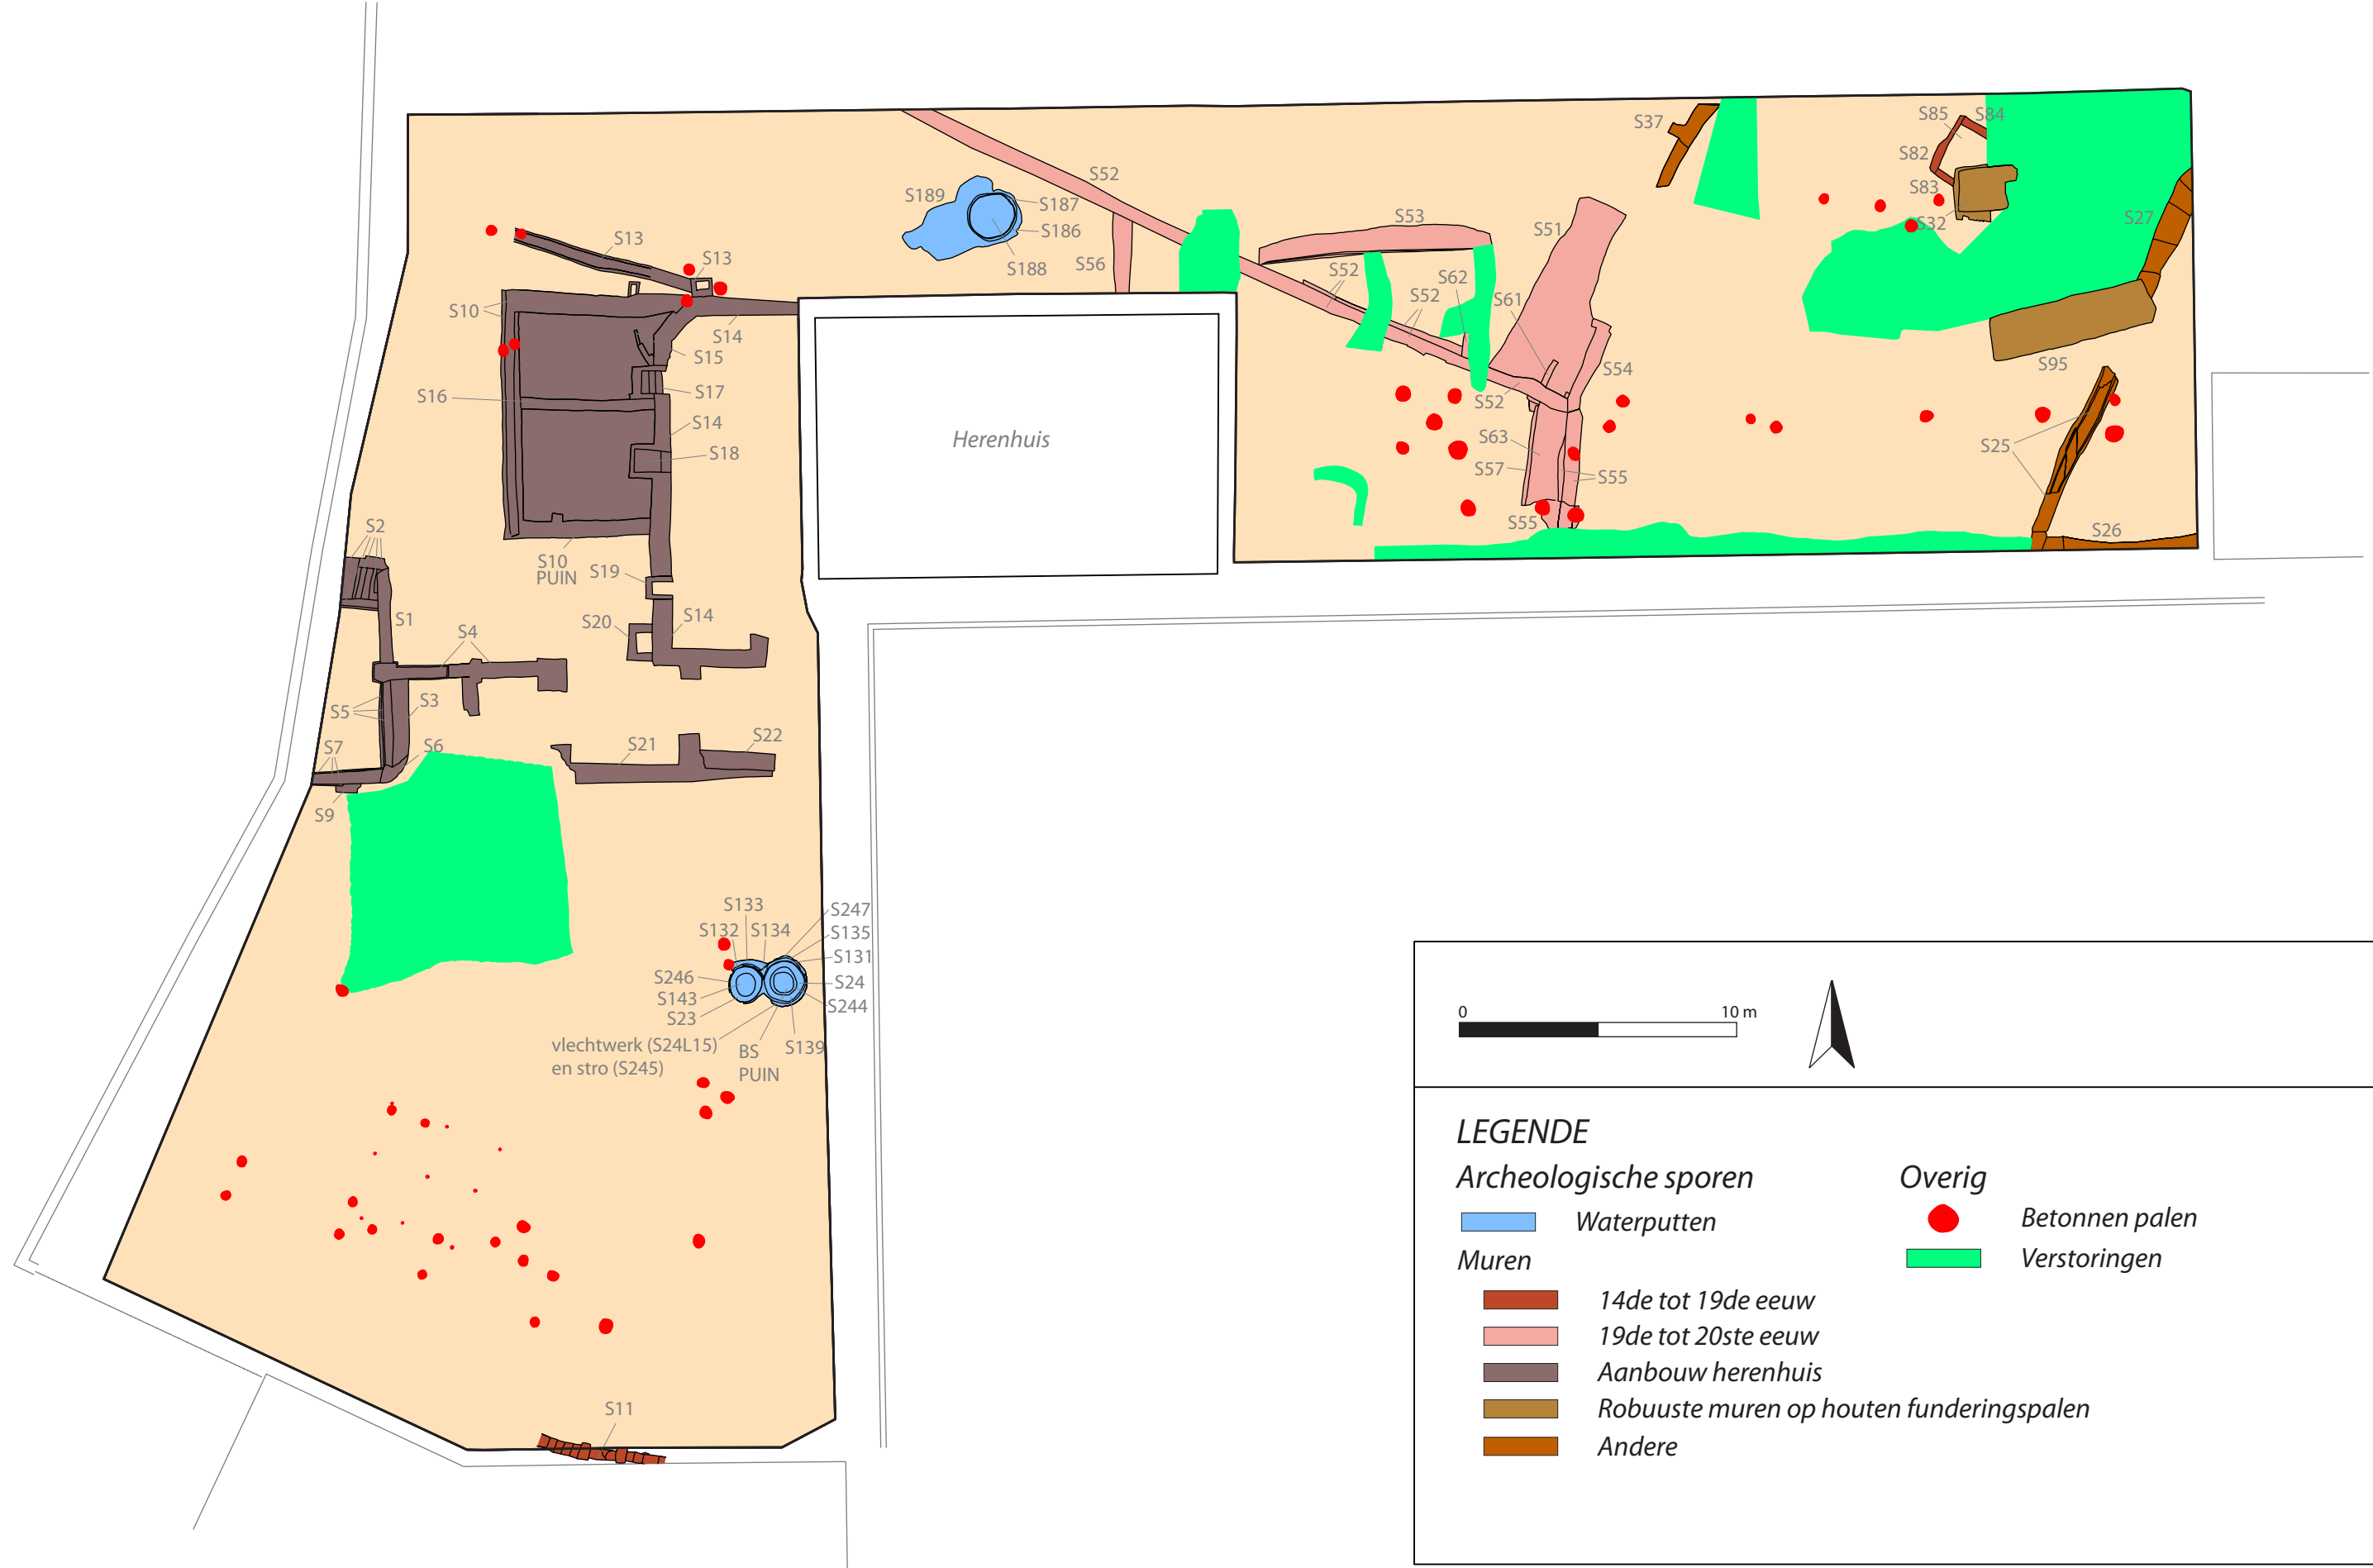 S37
S85
S84
S82
S83
S32
S27
S52
S189
S187
S186
S188
S56
S53
S51
S13
S13
S52
S52
S62
S61
S10
S14
S15
S54
S95
S16
S17
S52
S14
S18
Herenhuis
S63
S57
S55
S25
S55
S26
S2
S10
PUIN
S19
S1
S4
S20
S14
S5
S3
S7
S6
S21
S22
S9
S133
S132
S134
S247
S135
S131
S246
S24
S143
S244
S23
vlechtwerk (S24L15)
en stro (S245)
BS
PUIN
S139
S11
0
10 m
LEGENDE
Archeologische sporen
Waterputten
Muren
14de tot 19de eeuw
19de tot 20ste eeuw
Aanbouw herenhuis
Robuuste muren op houten funderingspalen
Andere
Overig
Betonnen palen
Verstoringen